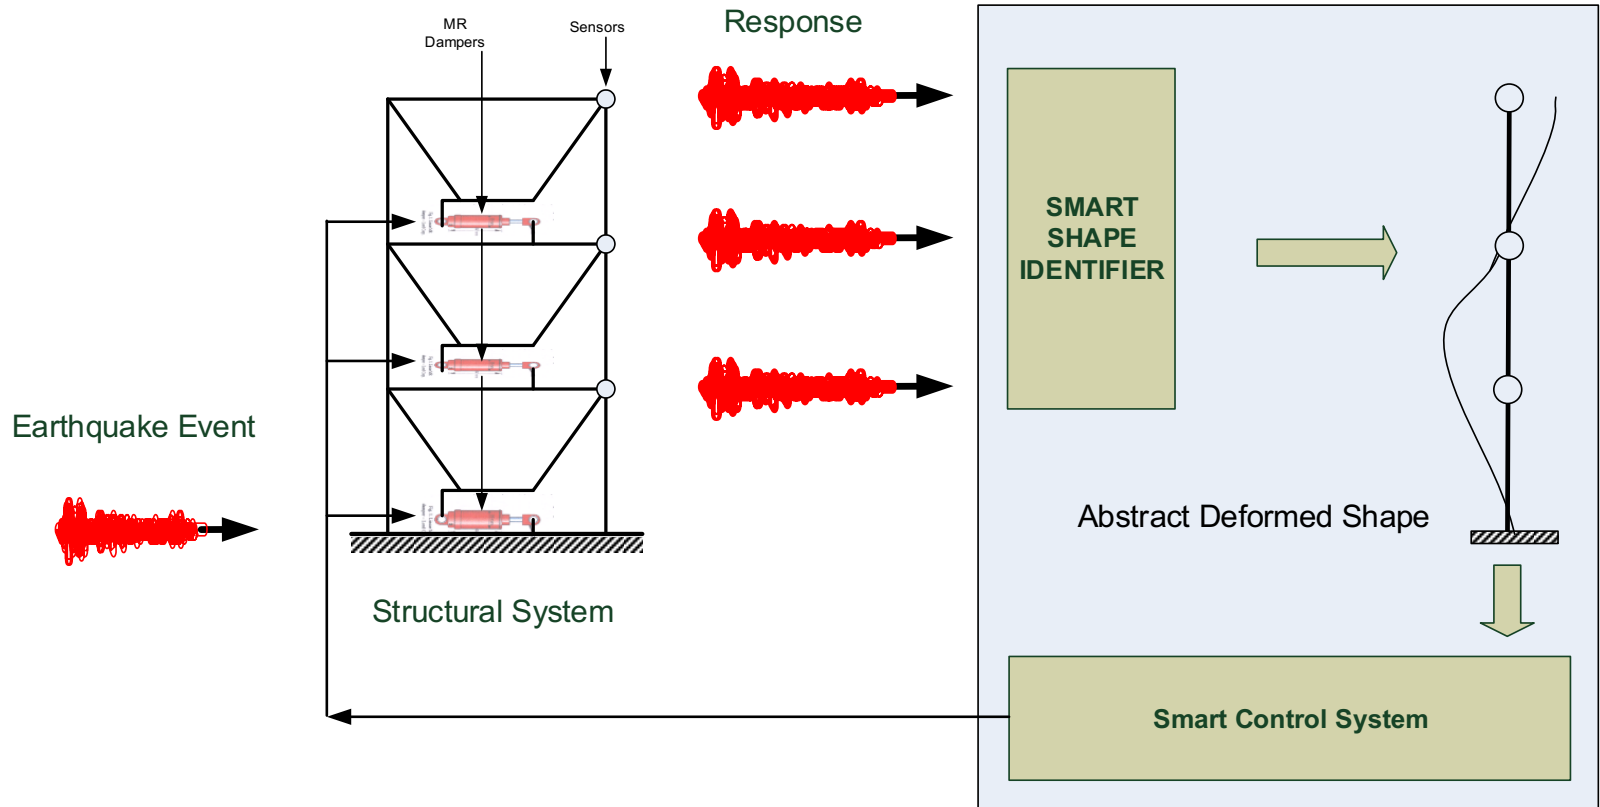 MR
Dampers
Sensors
Response
SMART
SHAPE
IDENTIFIER
Earthquake Event
Abstract Deformed Shape
Structural System
Smart Control System